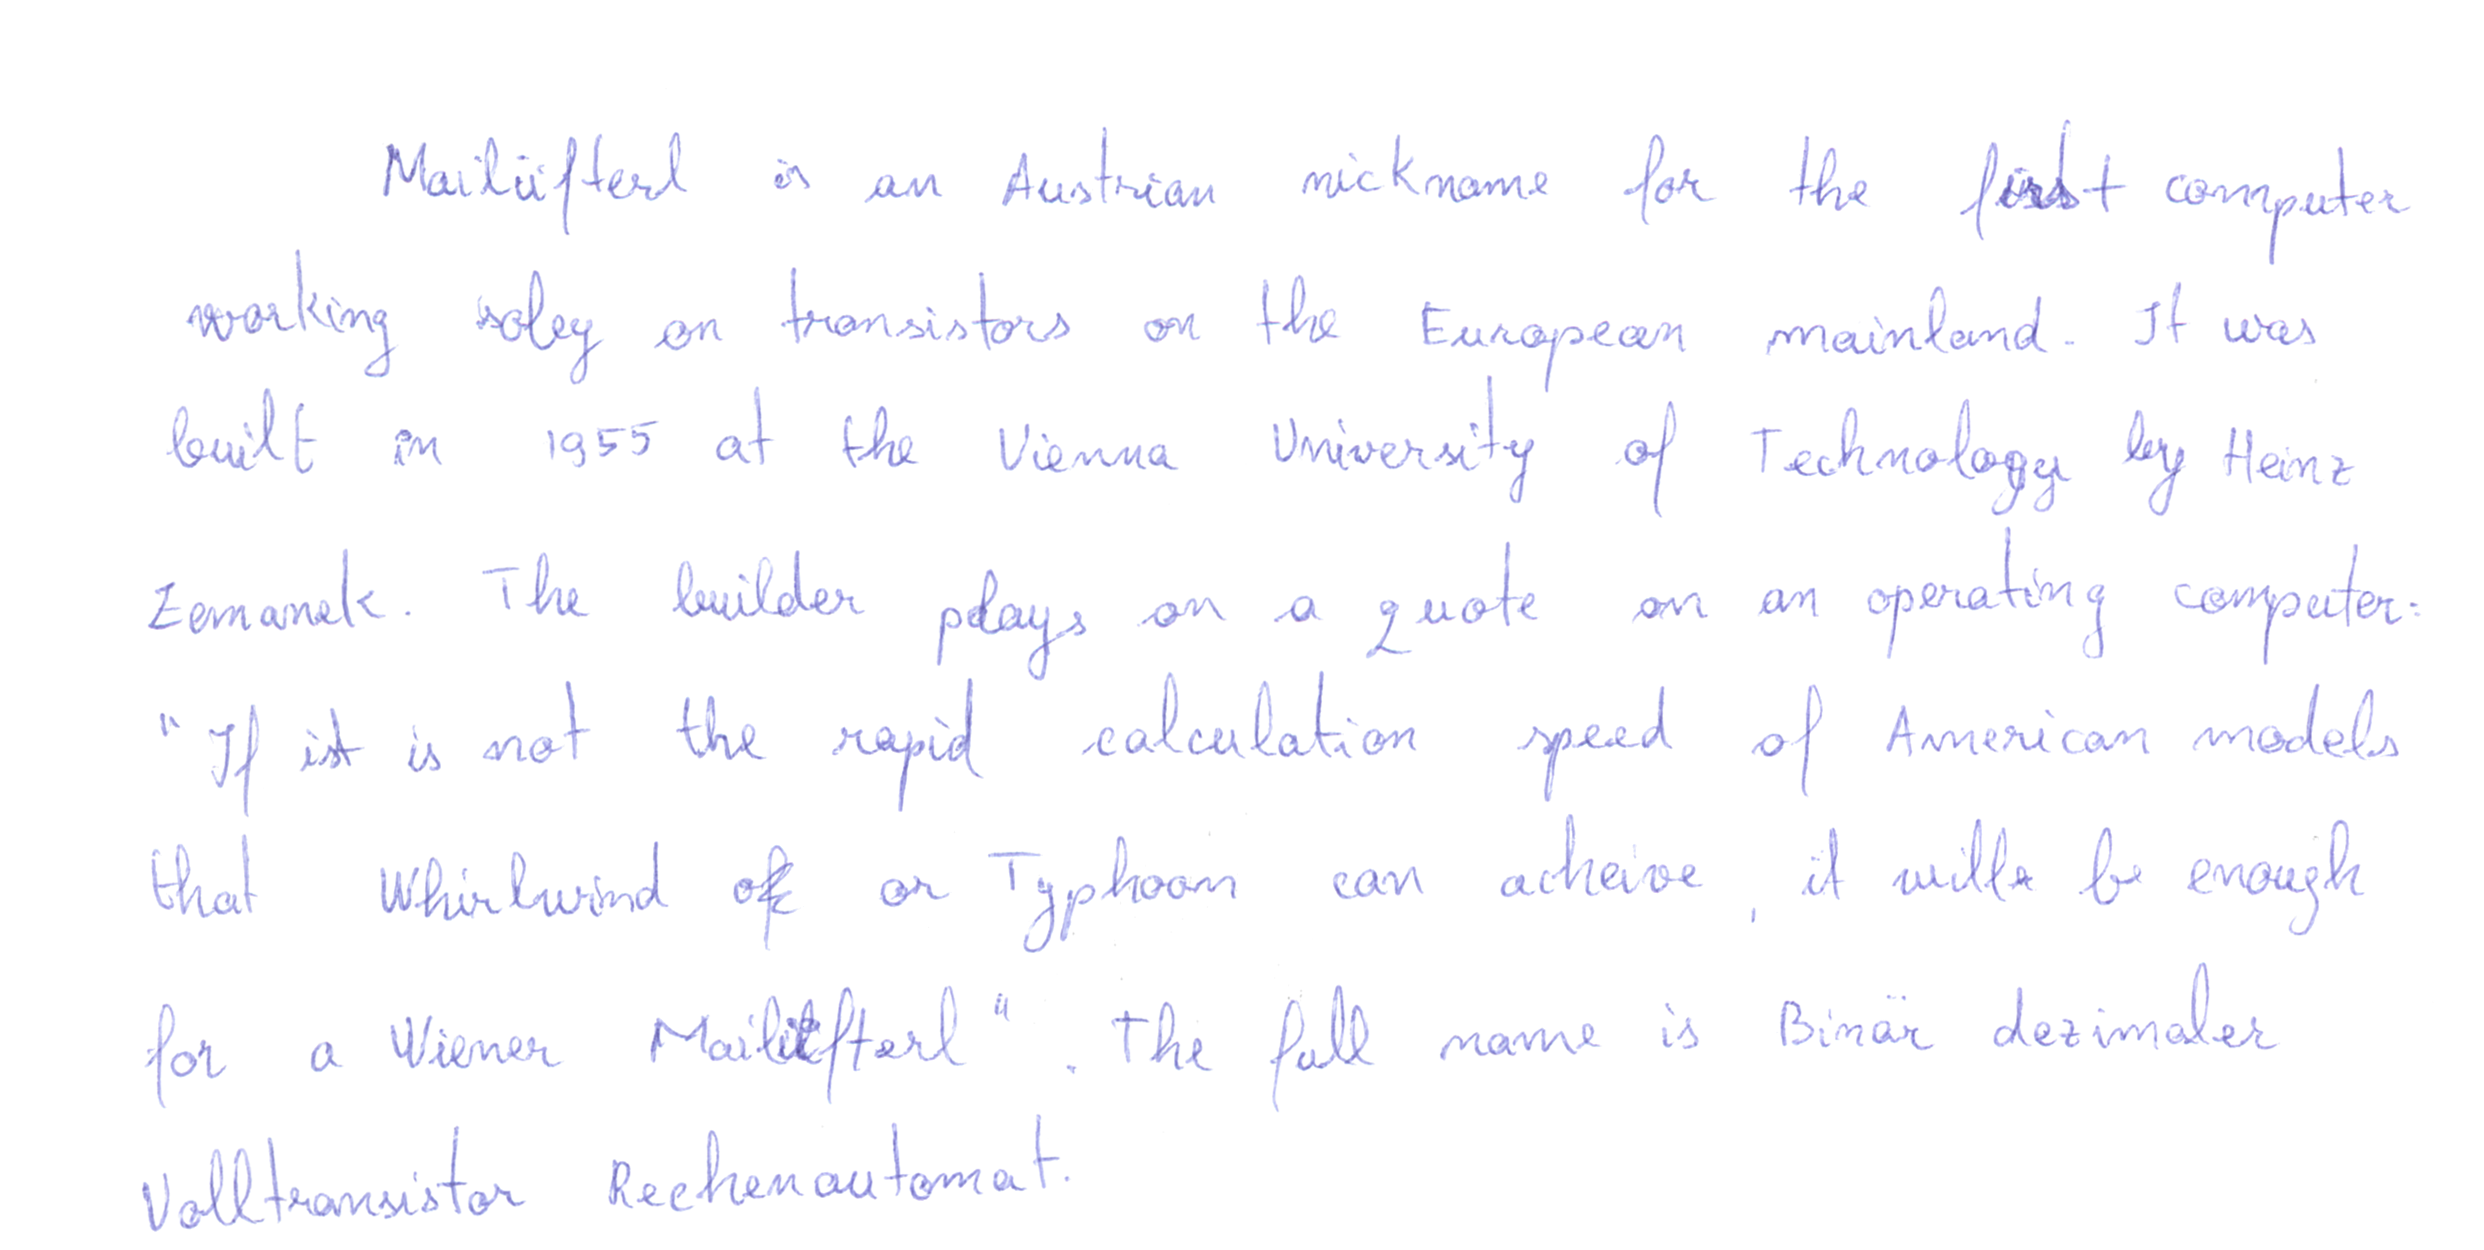 Mailüfterl is an Austrian nickname for the first computer
working soley on transistors on the European mainland. It was
built in 1955 at the Vienna University of Technology by Heinz
Zemanek. The builder plays on a quote on an operating computer:
"If ist is not the rapid calculation speed of American models
that Whirlwind of or Typhoon can acheive, it will be enough
for a Wiener Mailüfterl". The full name is Binär dezimaler
Volltransistor Rechenautomat.